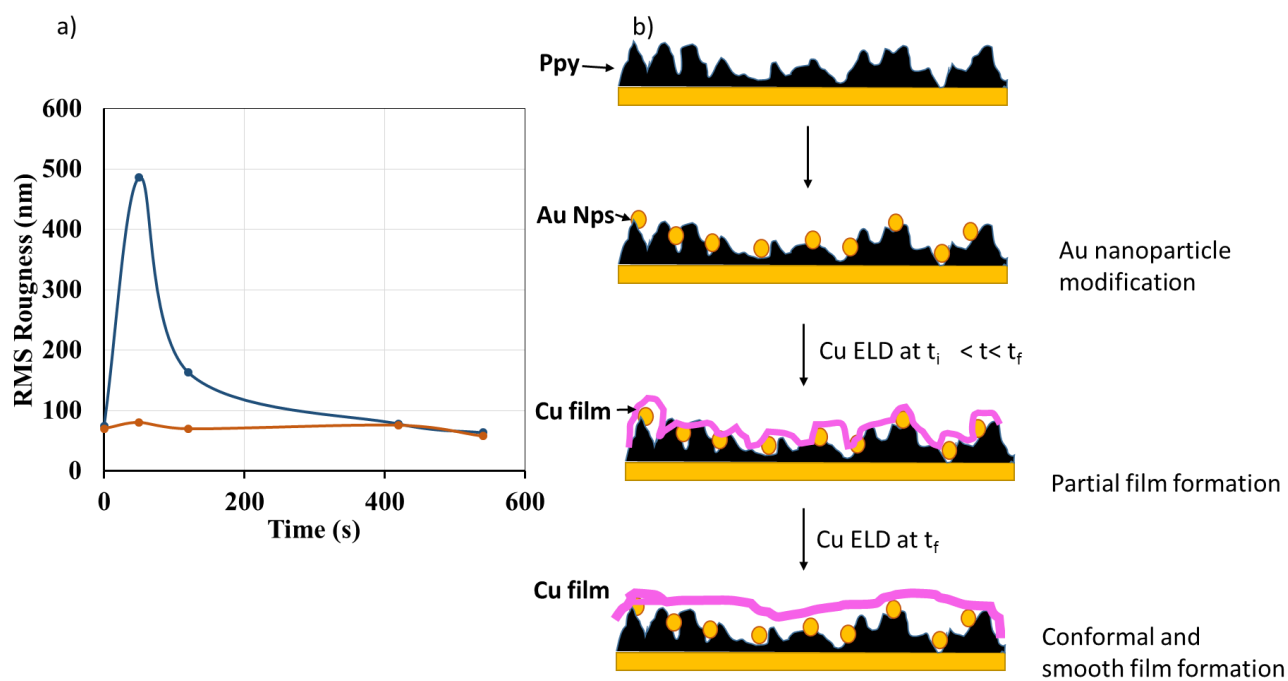 a)
600
500
400
300
200
100
0
RMS Rougness (nm)
0
200
400
600
Time (s)
b)
Ppy
Au Nps
Au nanoparticle
modification
Cu ELD at ti < t< tf
Cu film
Partial film formation
Cu ELD at tf
Cu film
Conformal and
smooth film formation